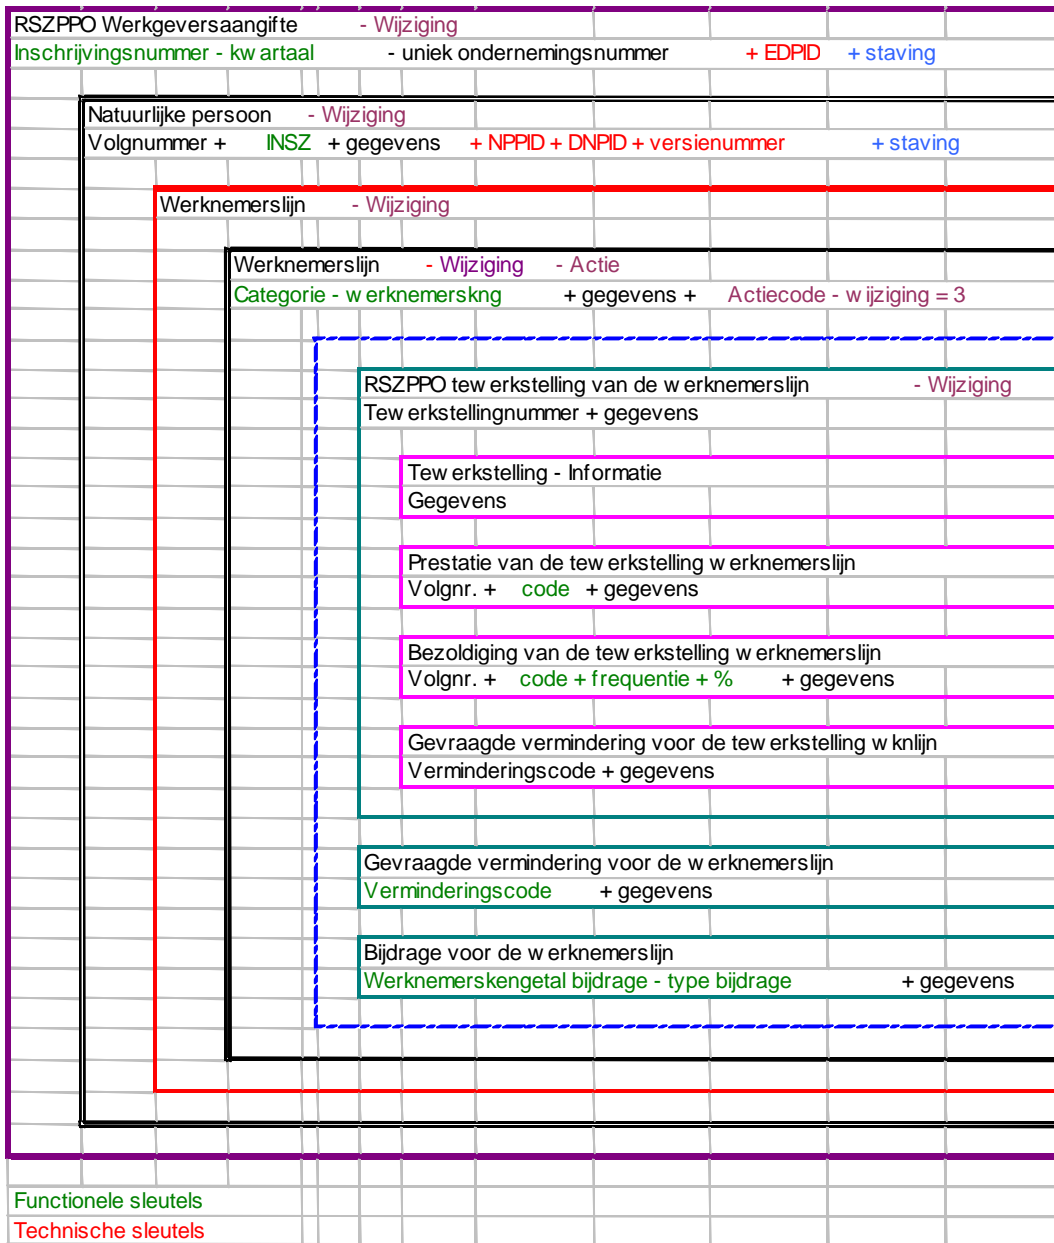 RSZPPO Werkgeversaangifte - Wijziging
Inschrijvingsnummer - kwartaal - uniek ondernemingsnummer + EDPID + staving
Natuurlijke persoon - Wijziging
Volgnummer + INSZ + gegevens + NPPID + DNPID + versienummer + staving
Werknemerslijn - Wijziging
Werknemerslijn - Wijziging - Actie
Categorie - werknemerskng + gegevens + Actiecode - wijziging = 3
RSZPPO tewerkstelling van de werknemerslijn - Wijziging
Tewerkstellingnummer + gegevens
Tewerkstelling - Informatie
Gegevens
Prestatie van de tewerkstelling werknemerslijn
Volgnr. + code + gegevens
Bezoldiging van de tewerkstelling werknemerslijn
Volgnr. + code + frequentie + % + gegevens
Gevraagde vermindering voor de tewerkstelling wknlijn
Verminderingscode + gegevens
Gevraagde vermindering voor de werknemerslijn
Verminderingscode + gegevens
Bijdrage voor de werknemerslijn
Werknemerskengetal bijdrage - type bijdrage + gegevens
Functionele sleutels
Technische sleutels